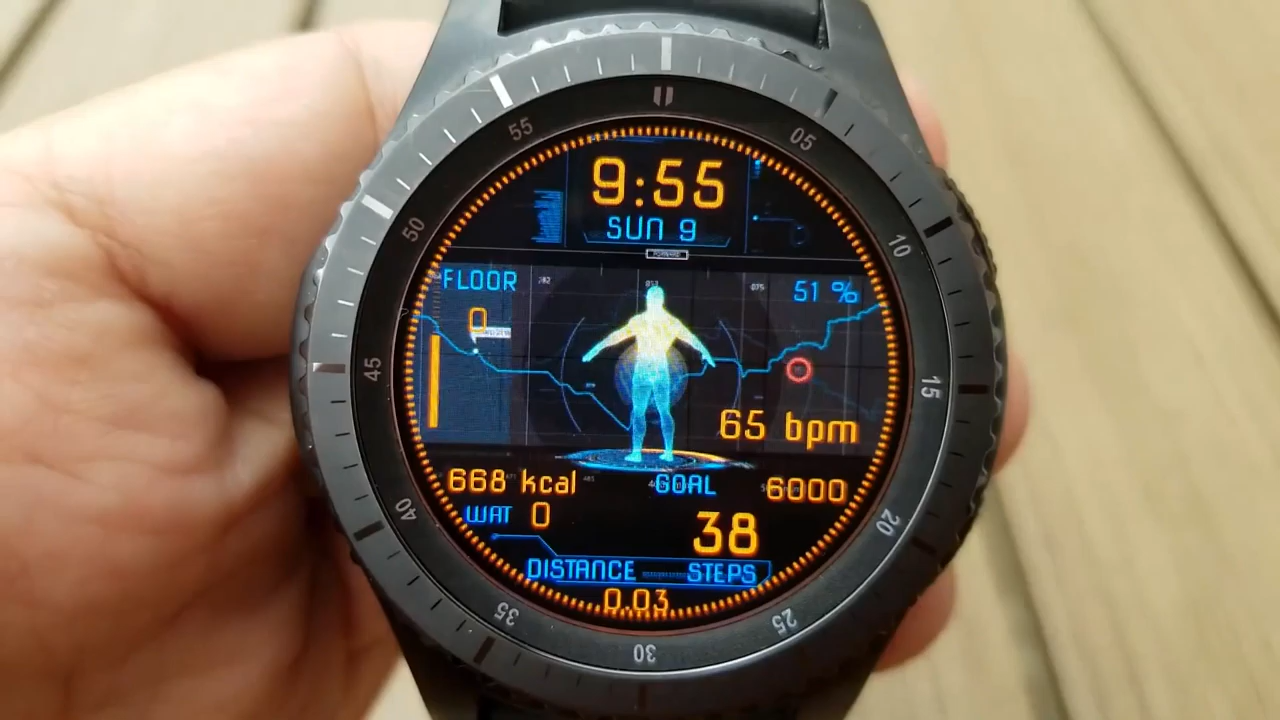 9:55
SUN 9
FORWARD
FLOOR
0
51 %
65 bpm
668 kcal
GOAL
6000
WAT 0
38
DISTANCE
STEPS
0.03
05
10
15
20
25
30
35
40
45
50
55